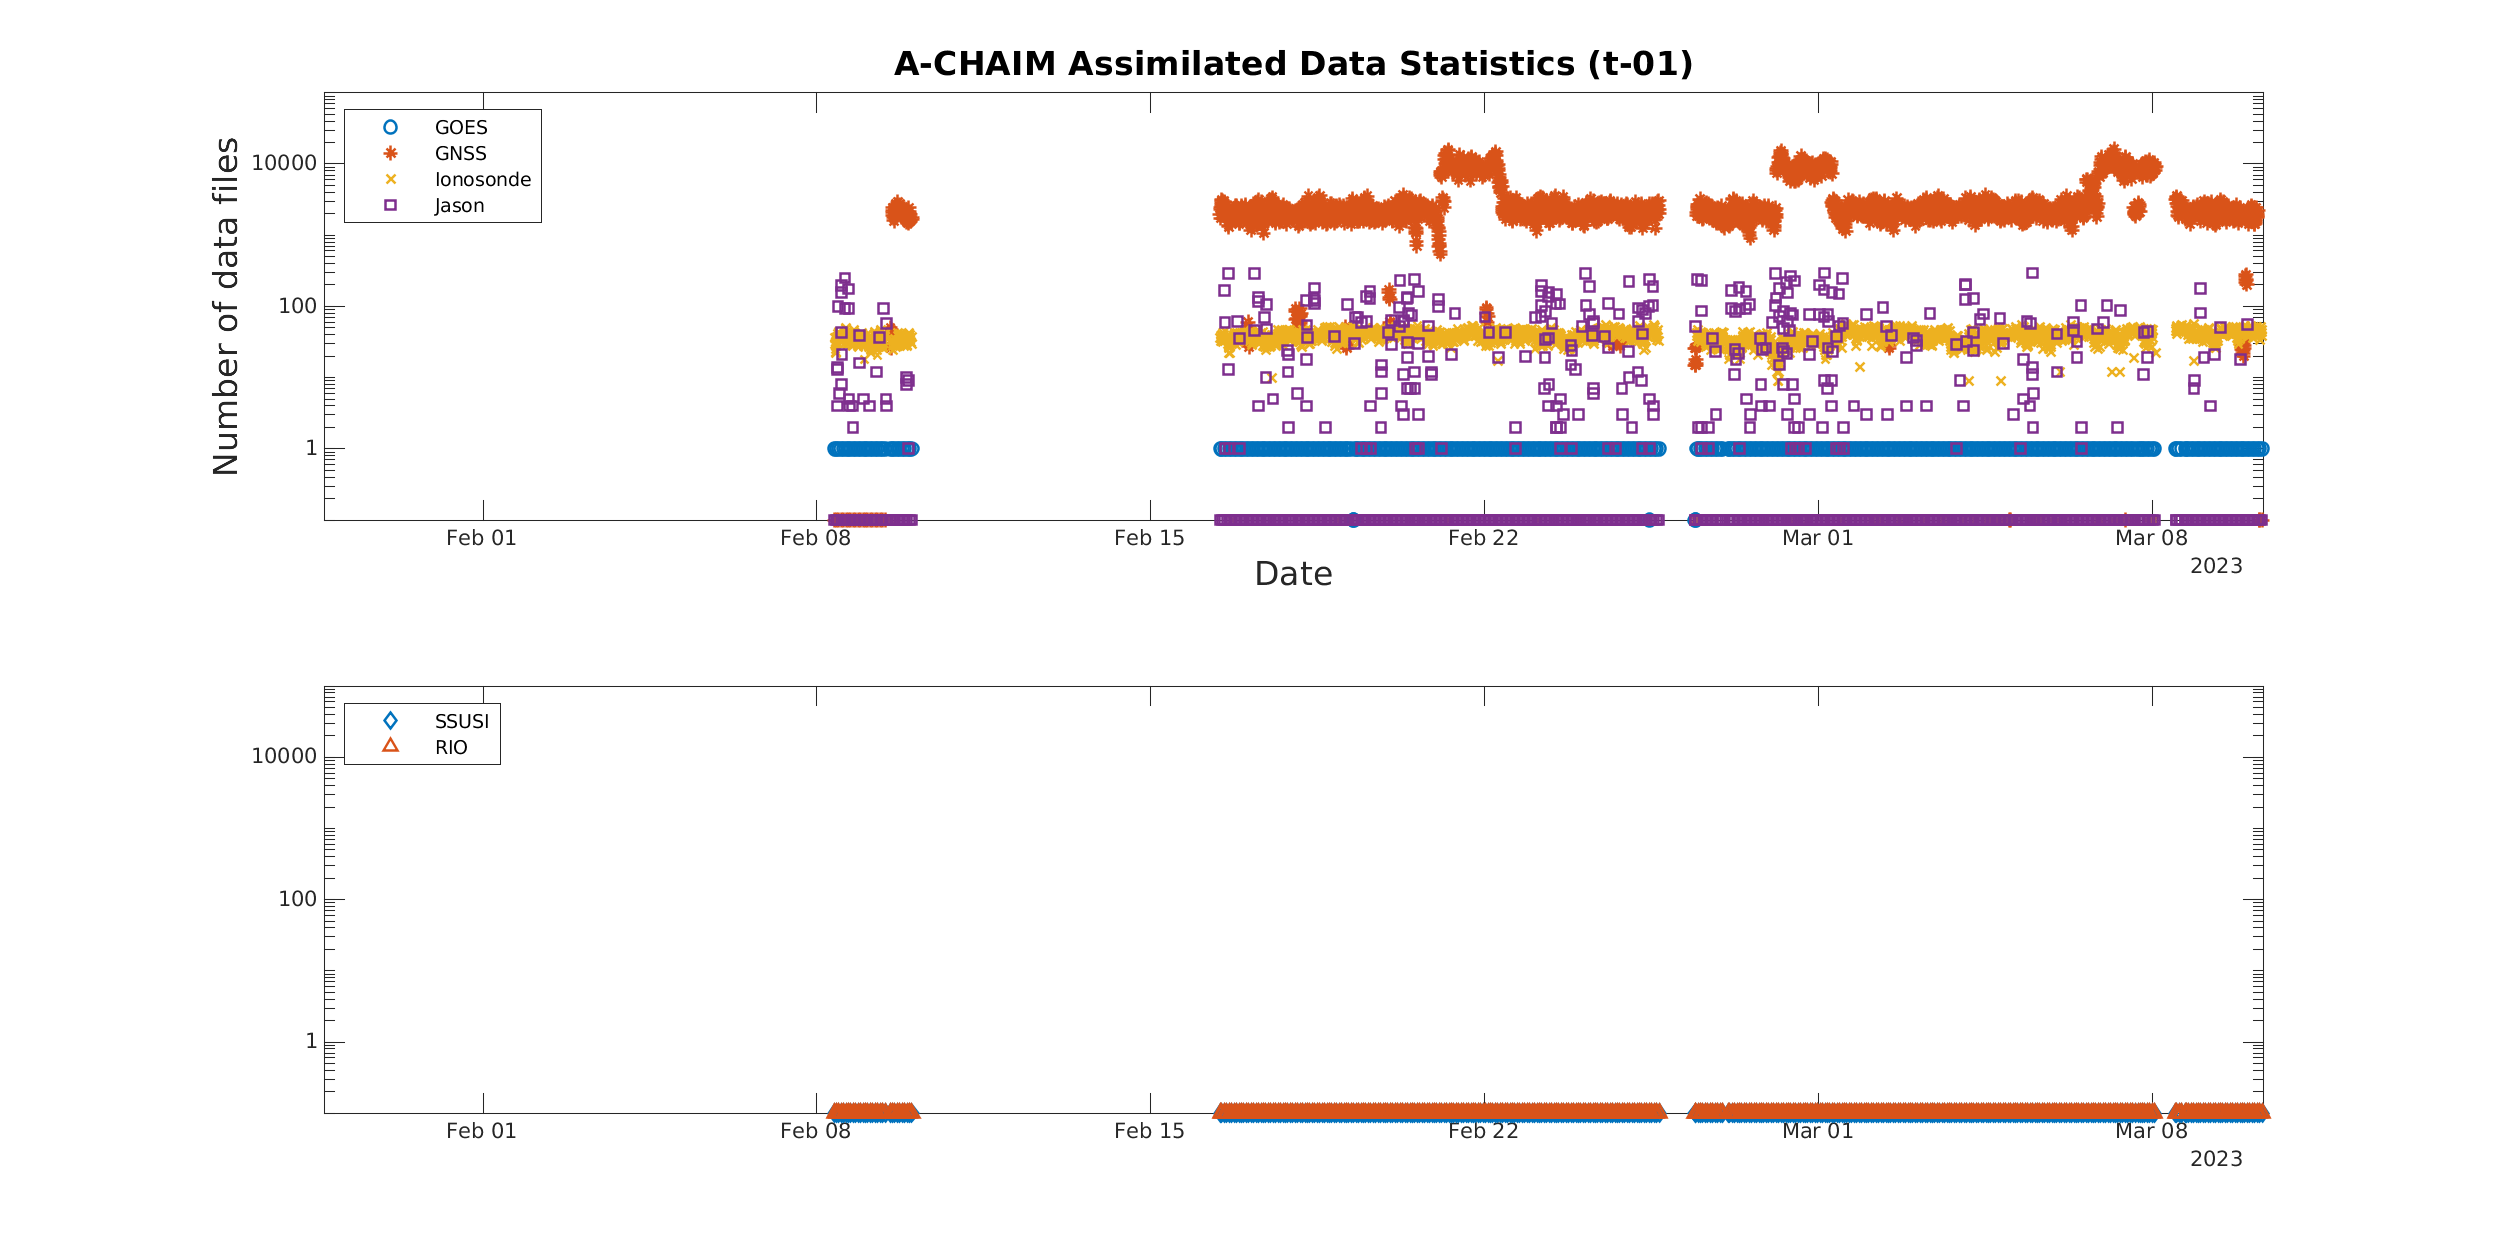 A-CHAIM Assimilated Data Statistics (t-01)
GOES
GNSS
Ionosonde
Jason
Number of data files
10000
100
1
Feb 01
Feb 08
Feb 15
Feb 22
Mar 01
Mar 08
2023
Date
SSUSI
RIO
10000
100
1
Feb 01
Feb 08
Feb 15
Feb 22
Mar 01
Mar 08
2023